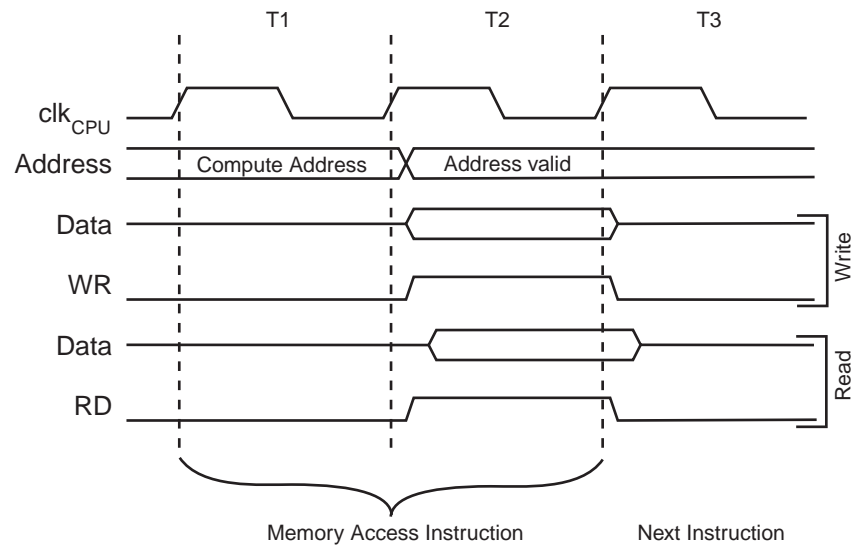 T1 T2 T3
clkCPU
Address Compute Address Address valid
Data
WR
Write
Data
RD
Read
Memory Access Instruction Next Instruction